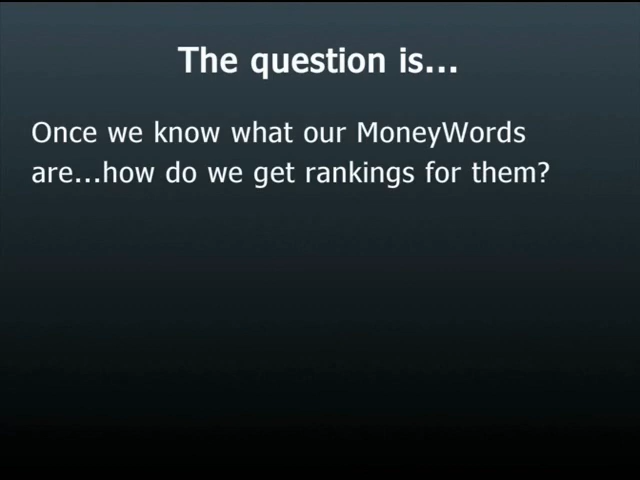 The question is...
Once we know what our MoneyWords
are...how do we get rankings for them?